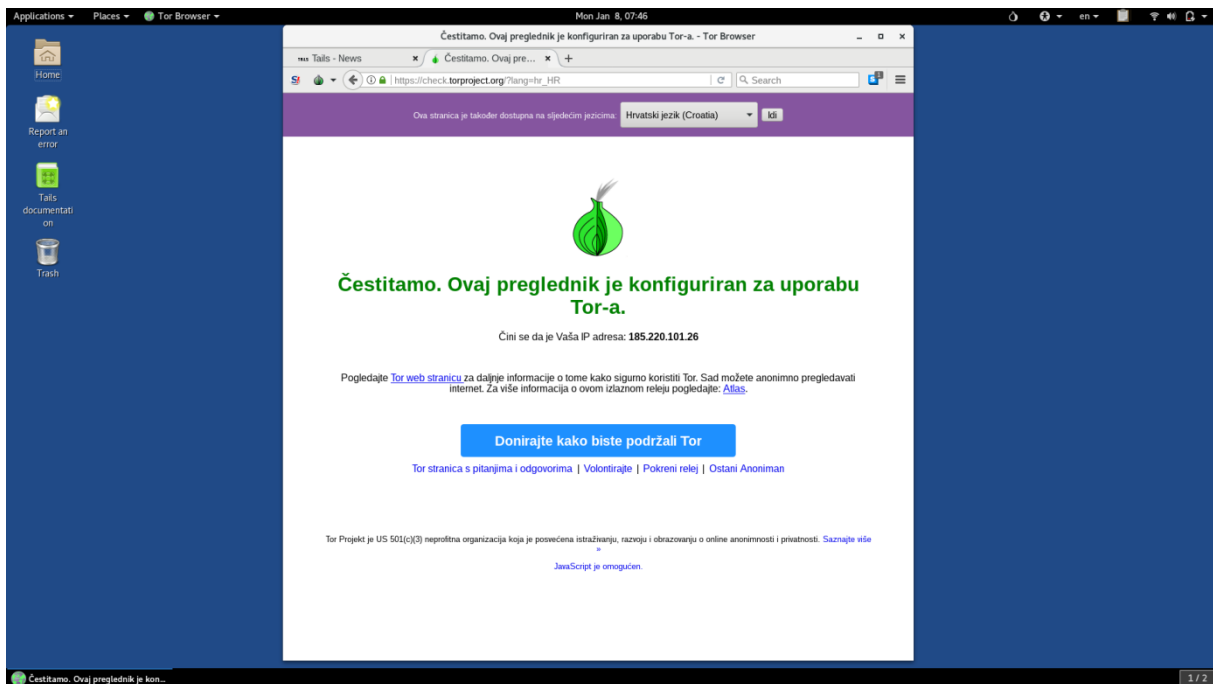 Applications Places Tor Browser Mon Jan 8, 07:46 en
Home
Report an
error
Tails
documentati
on
Trash
Čestitamo. Ovaj preglednik je konfiguriran za uporabu Tor-a. - Tor Browser
Tails - News Čestitamo. Ovaj pre...
https://check.torproject.org/?lang=hr_HR Search
Ova stranica je također dostupna na sljedećim jezicima: Hrvatski jezik (Croatia) Idi
Čestitamo. Ovaj preglednik je konfiguriran za uporabu
Tor-a.
Čini se da je Vaša IP adresa: 185.220.101.26
Pogledajte Tor web stranicu za daljnje informacije o tome kako sigurno koristiti Tor. Sad možete anonimno pregledavati
internet. Za više informacija o ovom izlaznom releju pogledajte: Atlas.
Donirajte kako biste podržali Tor
Tor stranica s pitanjima i odgovorima | Volontirajte | Pokreni relej | Ostani Anoniman
Tor Projekt je US 501(c)(3) neprofitna organizacija koja je posvećena istraživanju, razvoju i obrazovanju o online anonimnosti i privatnosti. Saznajte više
»
JavaScript je omogućen.
Čestitamo. Ovaj preglednik je kon... 1 / 2